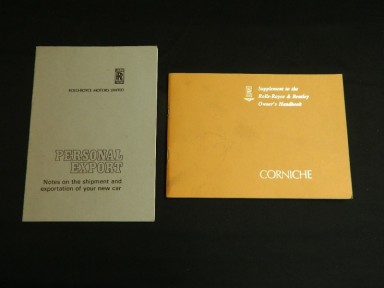 ROLLS-ROYCE MOTORS LIMITED
PERSONAL
EXPORT
Notes on the shipment and
exportation of your new car
Supplement to the
Rolls-Royce & Bentley
Owner's Handbook
CORNICHE